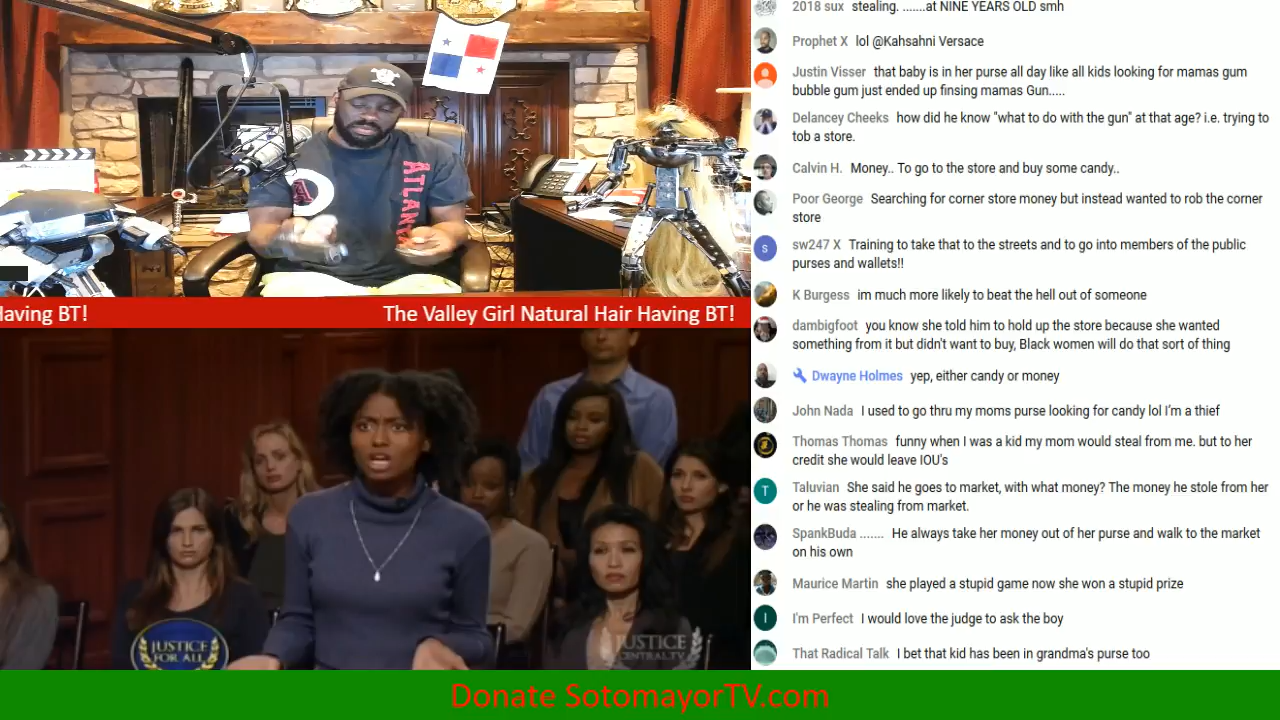 ATLANTA
Having BT!
The Valley Girl Natural Hair Having BT!
JUSTICE
FOR ALL
JUSTICE
CENTRAL.TV
2018 sux stealing. .......at NINE YEARS OLD smh
Prophet X lol @Kahsahni Versace
Justin Visser that baby is in her purse all day like all kids looking for mamas gum
bubble gum just ended up finsing mamas Gun.....
Delancey Cheeks how did he know "what to do with the gun" at that age? i.e. trying to
tob a store.
Calvin H. Money.. To go to the store and buy some candy..
Poor George Searching for corner store money but instead wanted to rob the corner
store
S
sw247 X Training to take that to the streets and to go into members of the public
purses and wallets!!
K Burgess im much more likely to beat the hell out of someone
dambigfoot you know she told him to hold up the store because she wanted
something from it but didn't want to buy, Black women will do that sort of thing
Dwayne Holmes yep, either candy or money
John Nada I used to go thru my moms purse looking for candy lol I'm a thief
Thomas Thomas funny when I was a kid my mom would steal from me. but to her
credit she would leave IOU's
T
Taluvian She said he goes to market, with what money? The money he stole from her
or he was stealing from market.
SpankBuda ....... He always take her money out of her purse and walk to the market
on his own
Maurice Martin she played a stupid game now she won a stupid prize
I
I'm Perfect I would love the judge to ask the boy
That Radical Talk I bet that kid has been in grandma's purse too
Donate SotomayorTV.com